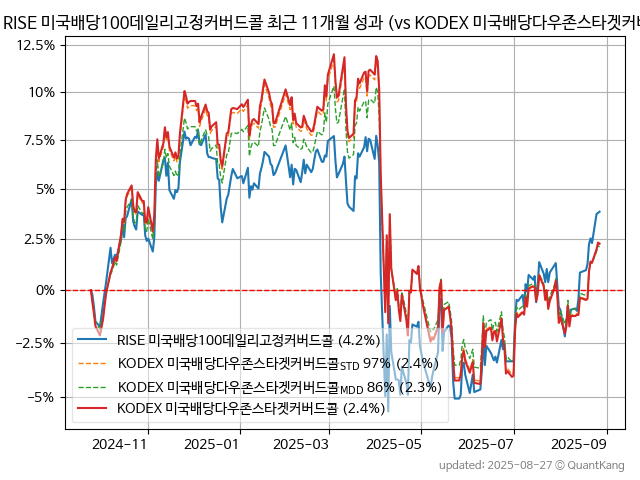 RISE 미국배당100데일리고정커버드콜 최근 11개월 성과 (vs KODEX 미국배당다우존스타겟커버
12.5%
10%
7.5%
5%
2.5%
0%
−2.5%
−5%
RISE 미국배당100데일리고정커버드콜 (4.2%)
KODEX 미국배당다우존스타겟커버드콜STD 97% (2.4%)
KODEX 미국배당다우존스타겟커버드콜MDD 86% (2.3%)
KODEX 미국배당다우존스타겟커버드콜 (2.4%)
2024-11 2025-01 2025-03 2025-05 2025-07 2025-09
updated: 2025-08-27 © QuantKang